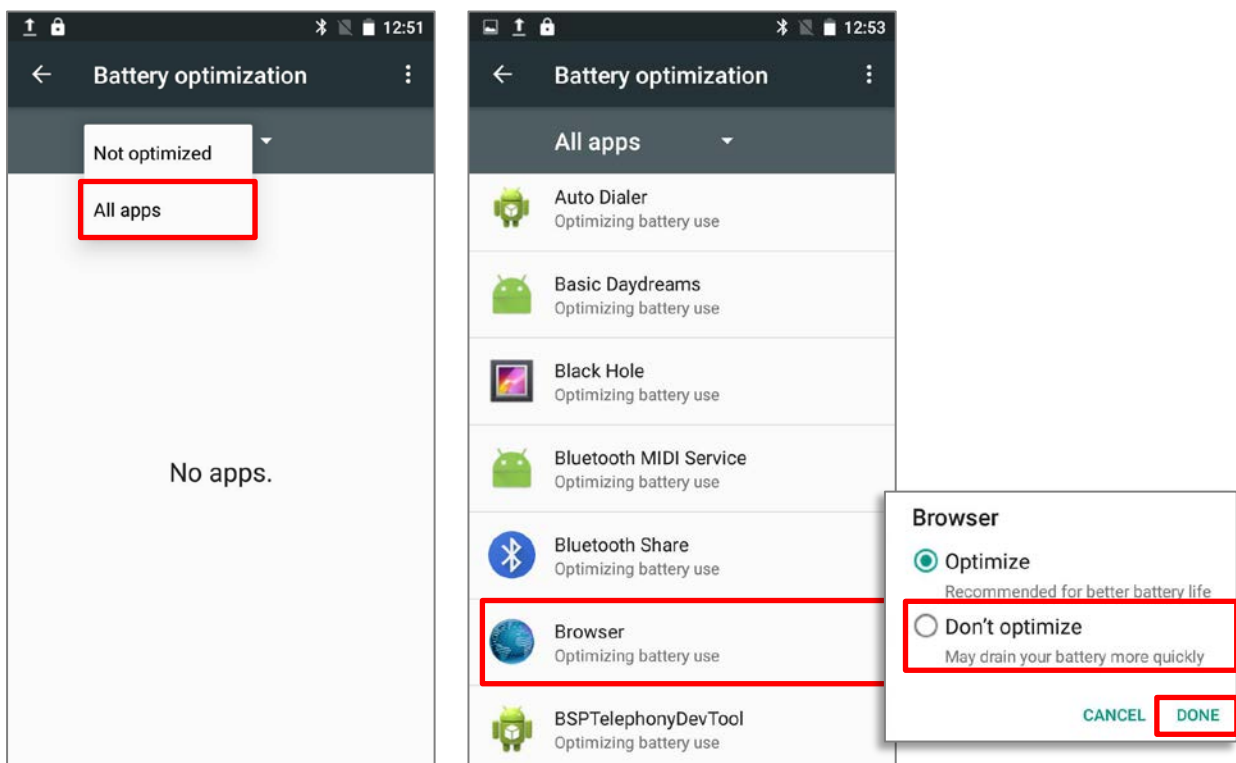 12:51
Battery optimization
Not optimized
All apps
No apps.
12:53
Battery optimization
All apps
Auto Dialer
Optimizing battery use
Basic Daydreams
Optimizing battery use
Black Hole
Optimizing battery use
Bluetooth MIDI Service
Optimizing battery use
Bluetooth Share
Optimizing battery use
Browser
Optimizing battery use
BSPTelephonyDevTool
Optimizing battery use
Browser
Optimize
Recommended for better battery life
Don't optimize
May drain your battery more quickly
CANCEL DONE